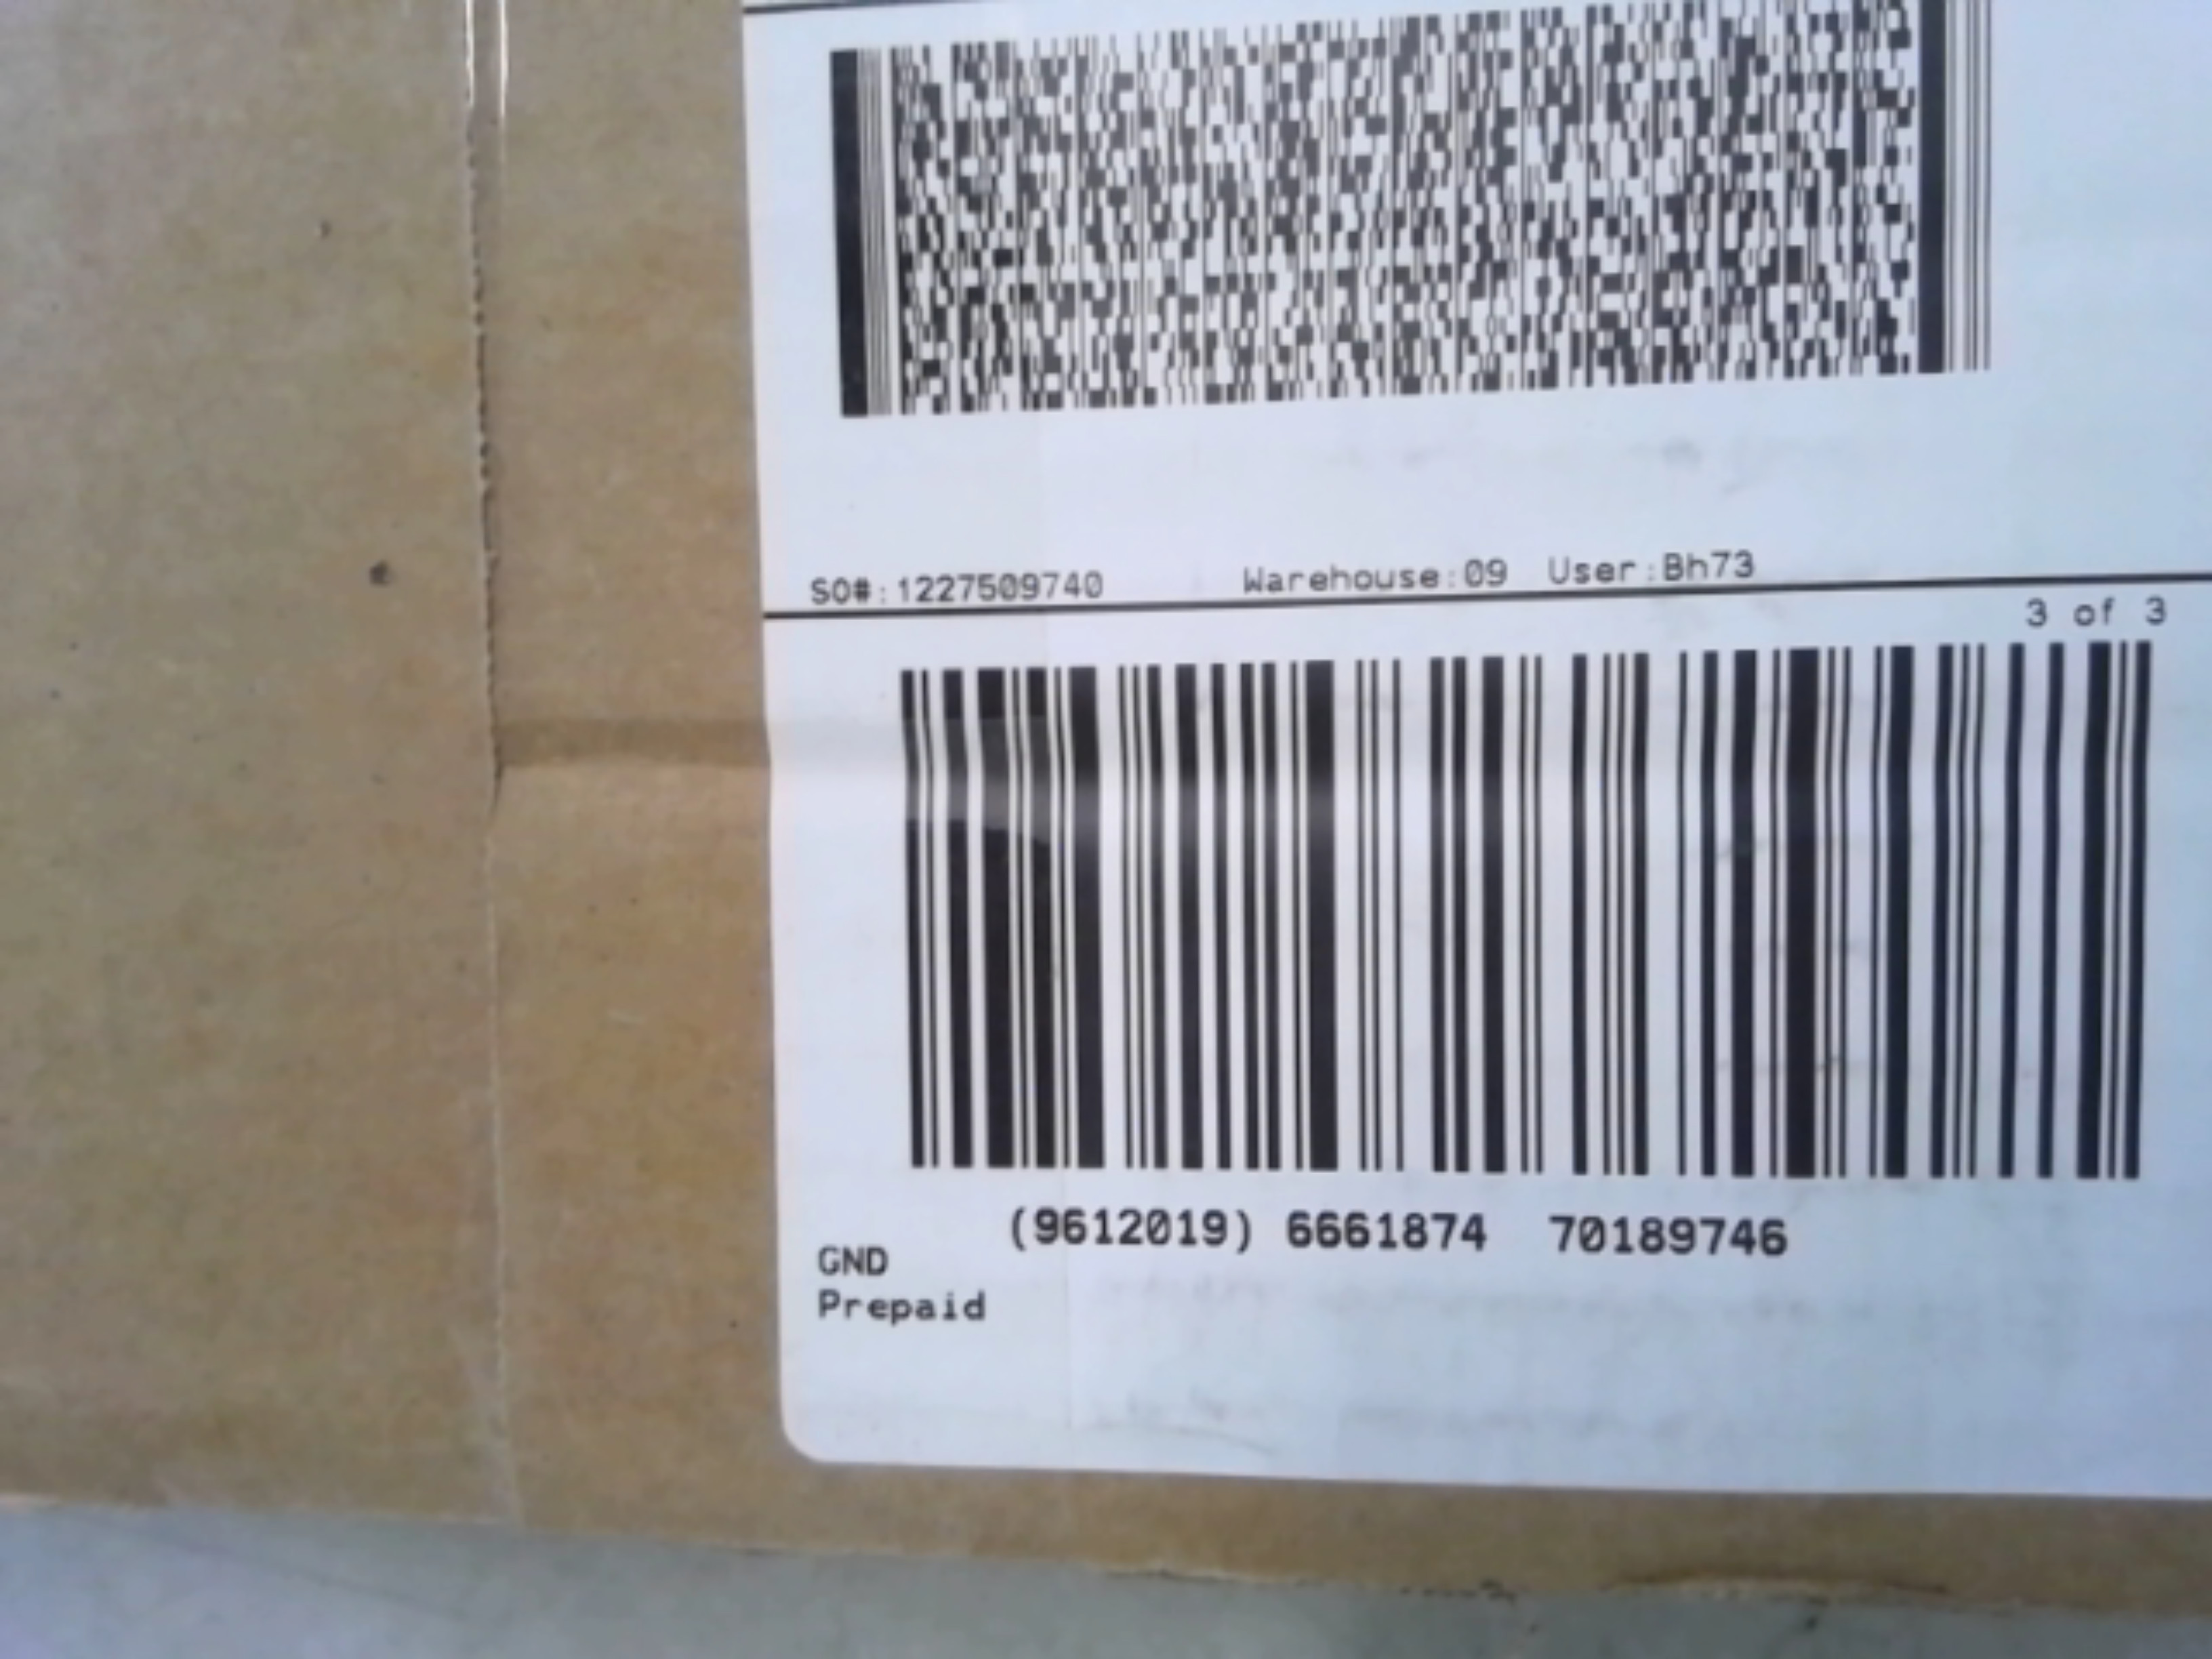 SO#:1227509740 Warehouse:09 User:Bh73
3 of 3
(9612019) 6661874 70189746
GND
Prepaid